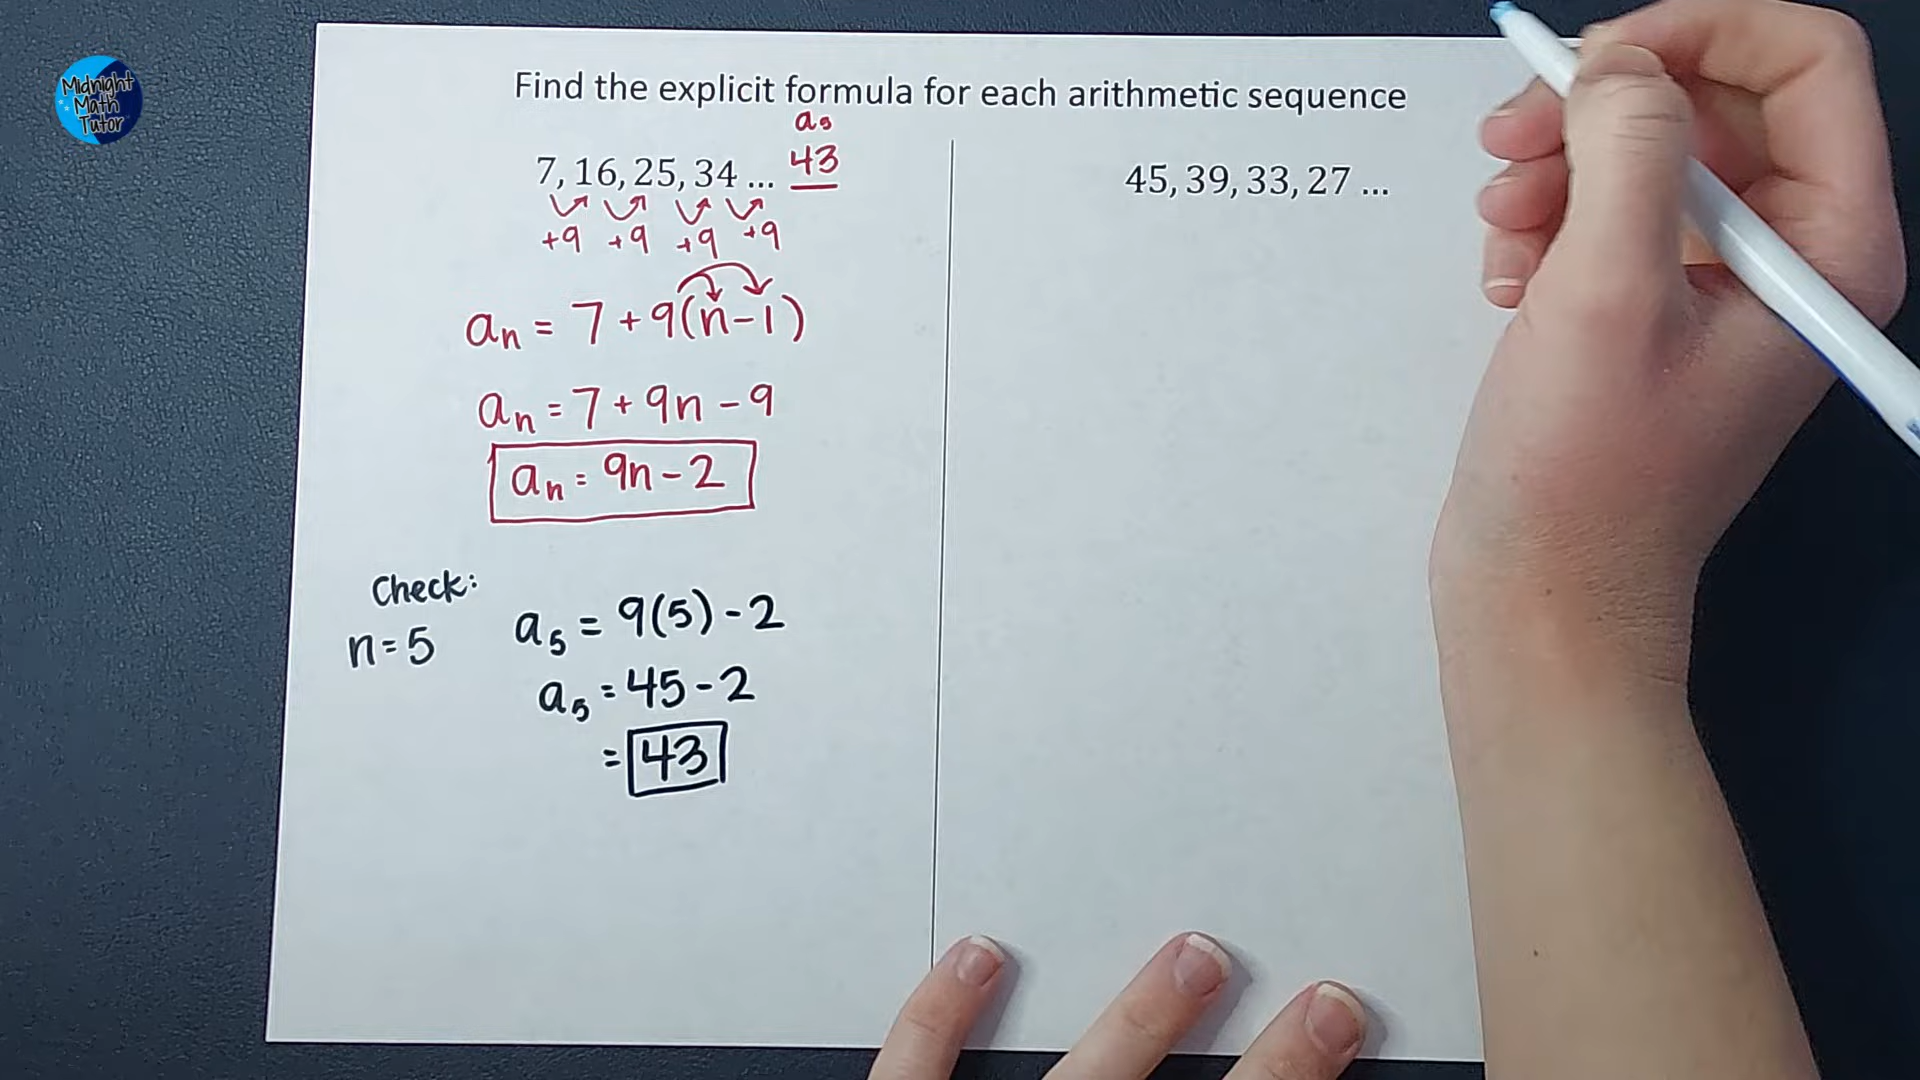 Midnight
Math
Tutor
Find the explicit formula for each arithmetic sequence
a₅
7, 16, 25, 34 ... 43
+9 +9 +9 +9
aₙ = 7 + 9(n-1)
aₙ = 7 + 9n - 9
aₙ = 9n - 2
Check:
n = 5
a₅ = 9(5) - 2
a₅ = 45 - 2
= 43
45, 39, 33, 27 ...